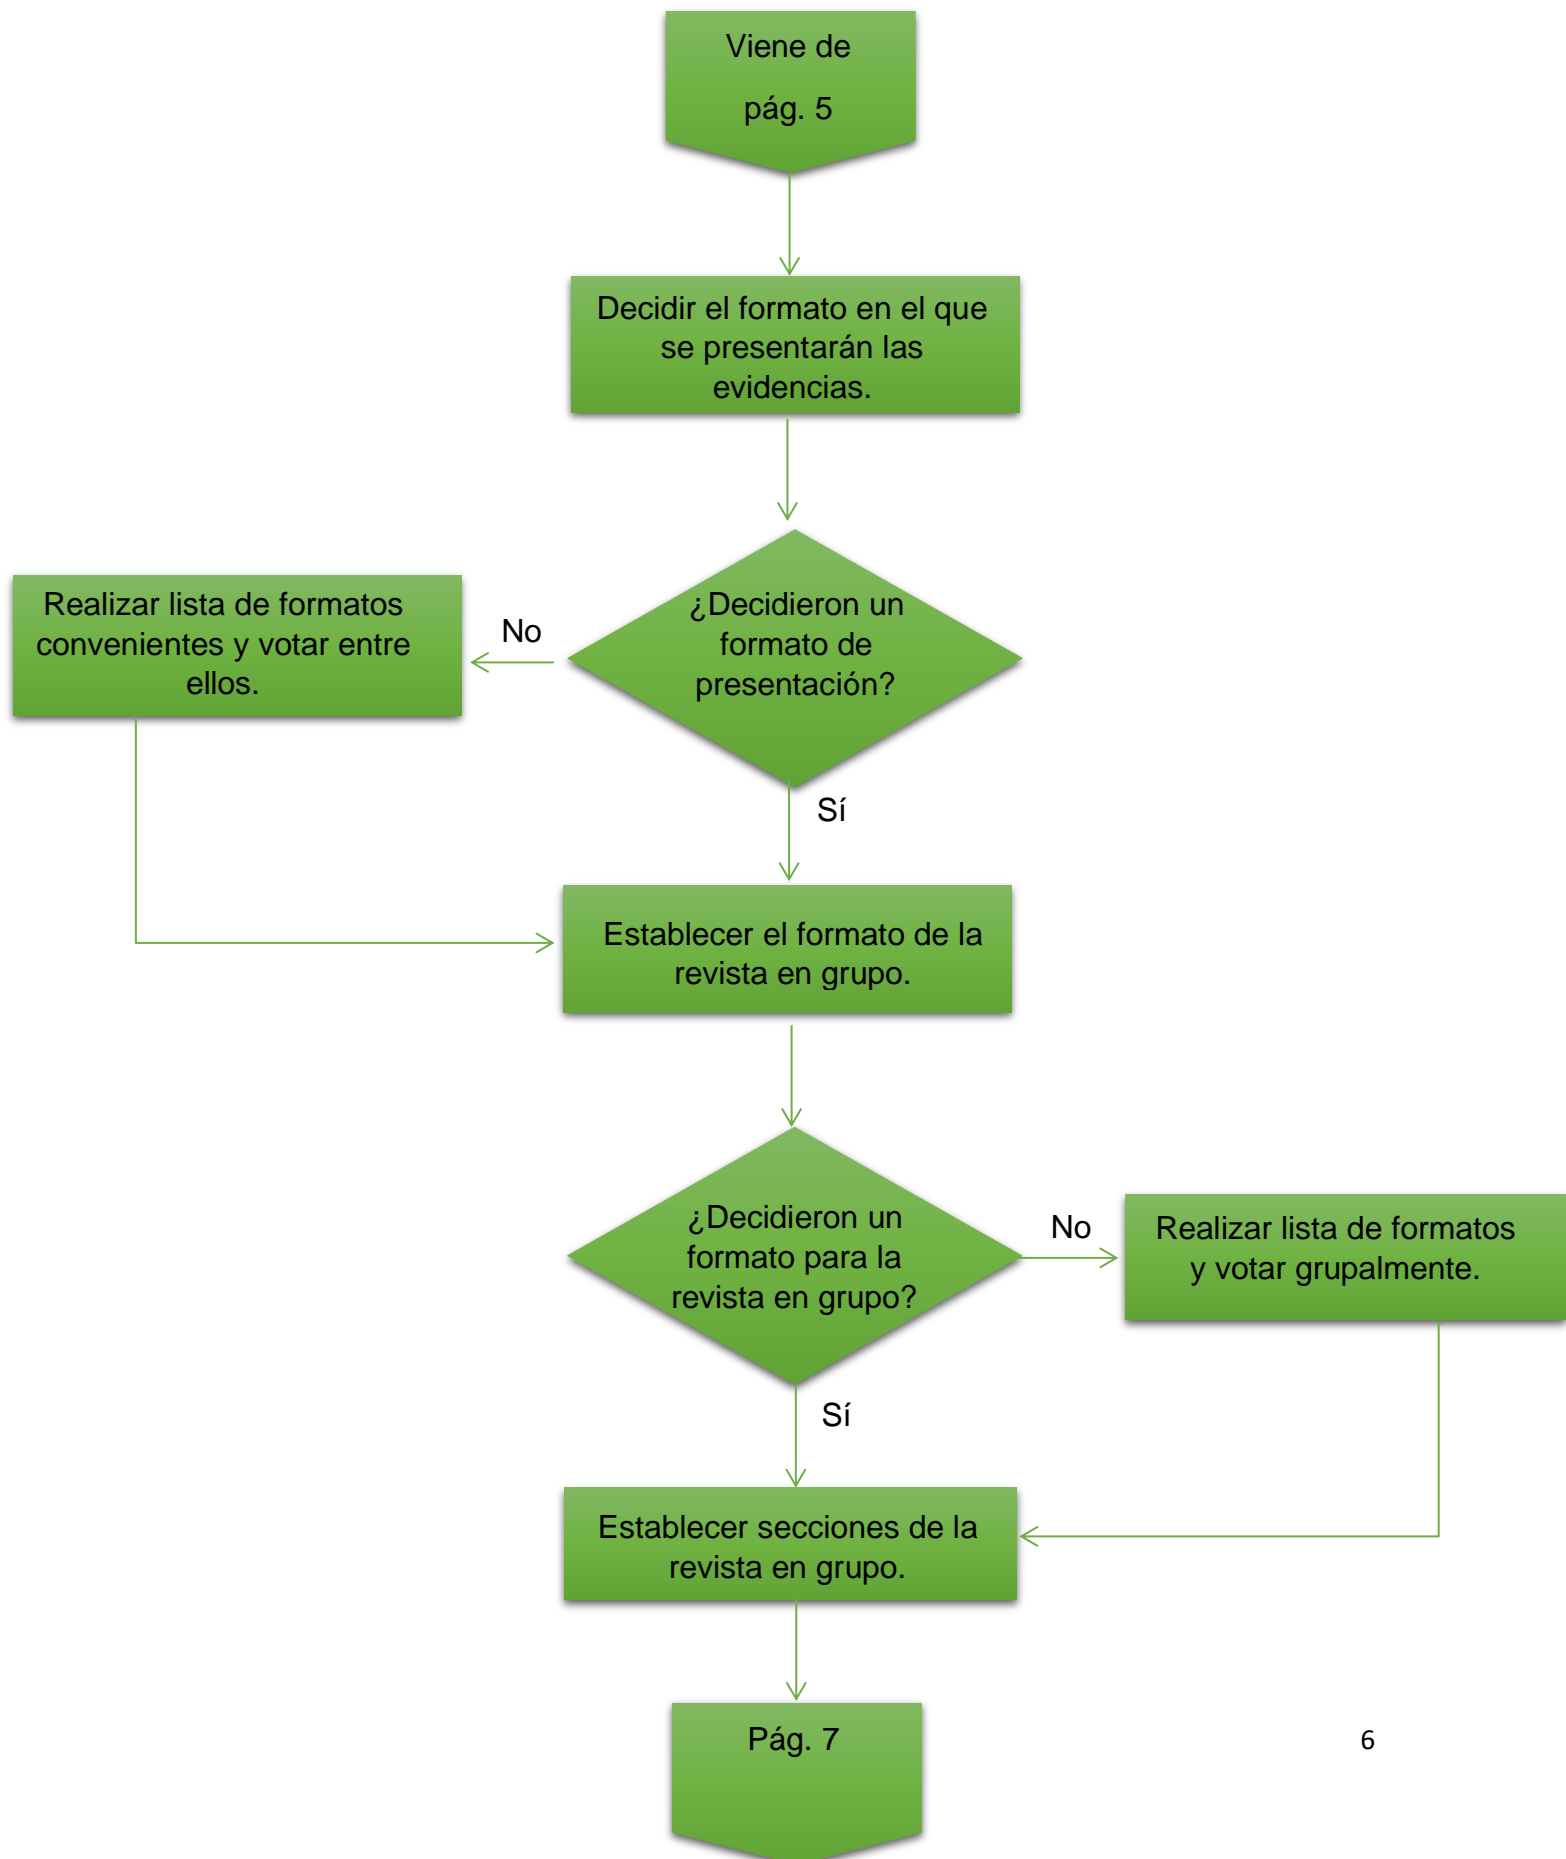 Viene de
pág. 5
Decidir el formato en el que
se presentarán las
evidencias.
¿Decidieron un
formato de
presentación?
No
Realizar lista de formatos
convenientes y votar entre
ellos.
Sí
Establecer el formato de la
revista en grupo.
¿Decidieron un
formato para la
revista en grupo?
No
Realizar lista de formatos
y votar grupalmente.
Sí
Establecer secciones de la
revista en grupo.
Pág. 7
6